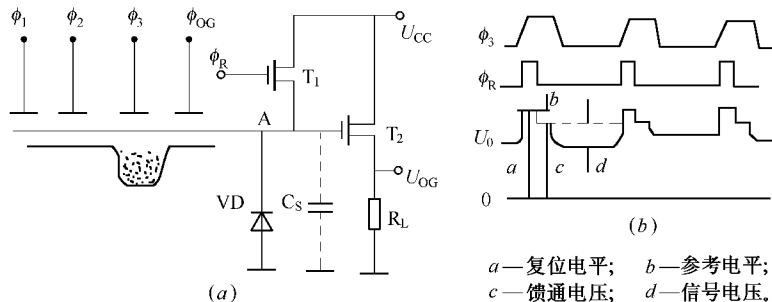 ϕ1 ϕ2 ϕ3 ϕOG
UCC
ϕR
T1
A
T2
UOG
VD
CS
RL
(a)
ϕ3
ϕR
b
U0
a c d
0
(b)
a—复位电平; b—参考电平;
c—馈通电压; d—信号电压。